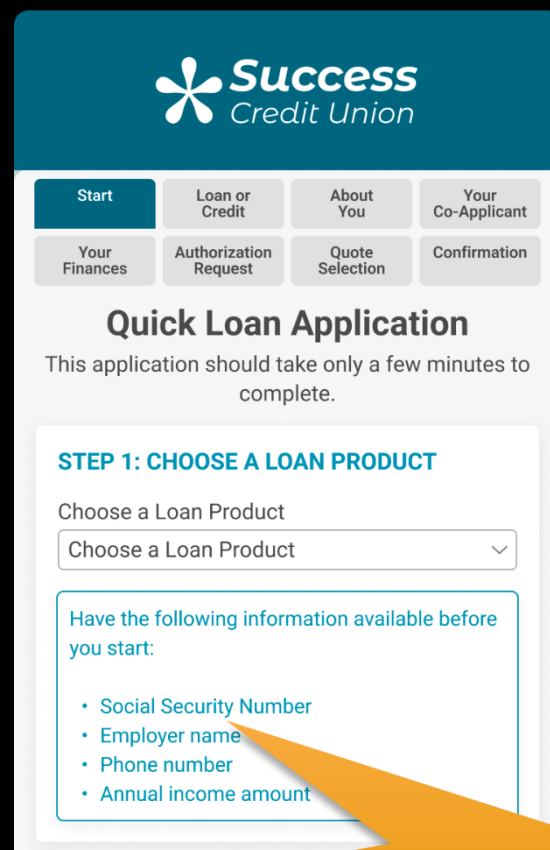 Success
Credit Union
Start
Loan or
Credit
About
You
Your
Co-Applicant
Your
Finances
Authorization
Request
Quote
Selection
Confirmation
Quick Loan Application
This application should take only a few minutes to
complete.
STEP 1: CHOOSE A LOAN PRODUCT
Choose a Loan Product
Choose a Loan Product
Have the following information available before
you start:
• Social Security Number
• Employer name
• Phone number
• Annual income amount